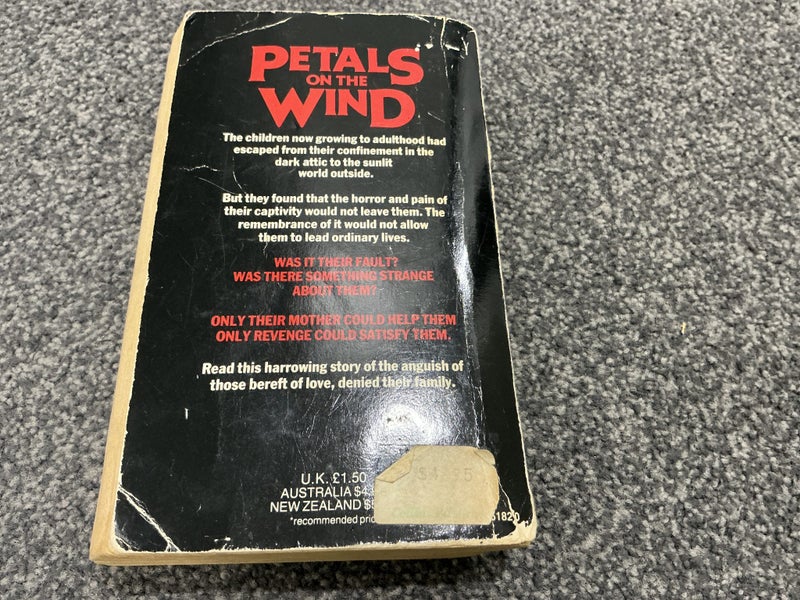 PETALS
ON THE
WIND
The children now growing to adulthood had
escaped from their confinement in the
dark attic to the sunlit
world outside.
But they found that the horror and pain of
their captivity would not leave them. The
remembrance of it would not allow
them to lead ordinary lives.
WAS IT THEIR FAULT?
WAS THERE SOMETHING STRANGE
ABOUT THEM?
ONLY THEIR MOTHER COULD HELP THEM
ONLY REVENGE COULD SATISFY THEM.
Read this harrowing story of the anguish of
those bereft of love, denied their family.
U.K. £1.50
AUSTRALIA
NEW ZEALAND
*recommended